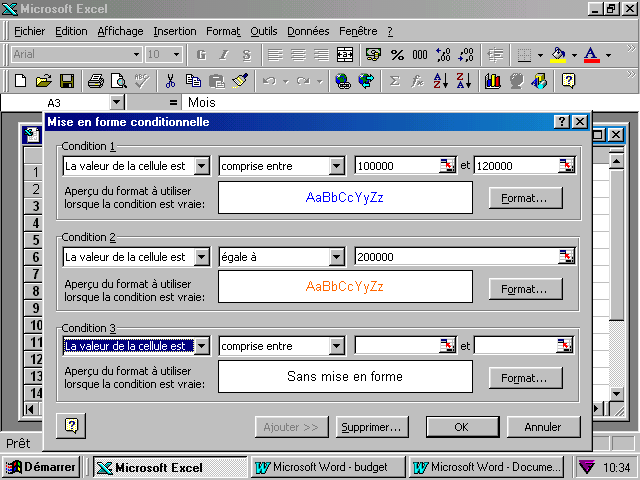 Microsoft Excel
Fichier Edition Affichage Insertion Format Outils Données Fenêtre ?
Arial 10 G I S % 000
A3 = Mois
Mise en forme conditionnelle
Condition 1
La valeur de la cellule est comprise entre 100000 et 120000
Aperçu du format à utiliser
lorsque la condition est vraie:
AaBbCcYyZz
Format...
Condition 2
La valeur de la cellule est égale à 200000
Aperçu du format à utiliser
lorsque la condition est vraie:
AaBbCcYyZz
Format...
Condition 3
La valeur de la cellule est comprise entre et
Aperçu du format à utiliser
lorsque la condition est vraie:
Sans mise en forme
Format...
Ajouter >> Supprimer... OK Annuler
1
2
3
4
5
6
7
8
9
10
11
12
13
14
Prêt
Démarrer Microsoft Excel Microsoft Word - budget Microsoft Word - Docume... 10:34